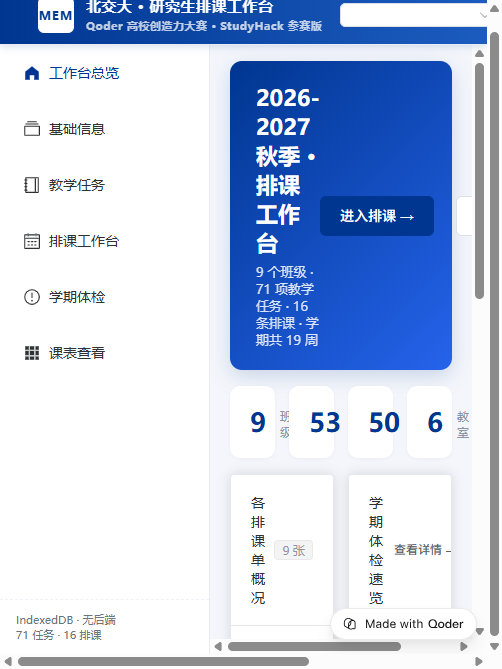 MEM
北交大 • 研究生排课工作台
Qoder 高校创造力大赛 • StudyHack 参赛版
工作台总览
基础信息
教学任务
排课工作台
学期体检
课表查看
IndexedDB · 无后端
71 任务 · 16 排课
2026-
2027
秋季 •
排课
工作
台
9 个班级 ·
71 项教学
任务 · 16
条排课 · 学
期共 19 周
进入排课 →
9
班
级
53
50
6
教
室
各
排
课
单
概
况
9 张
学
期
体
检
速
览
查看详情
Made with Qoder